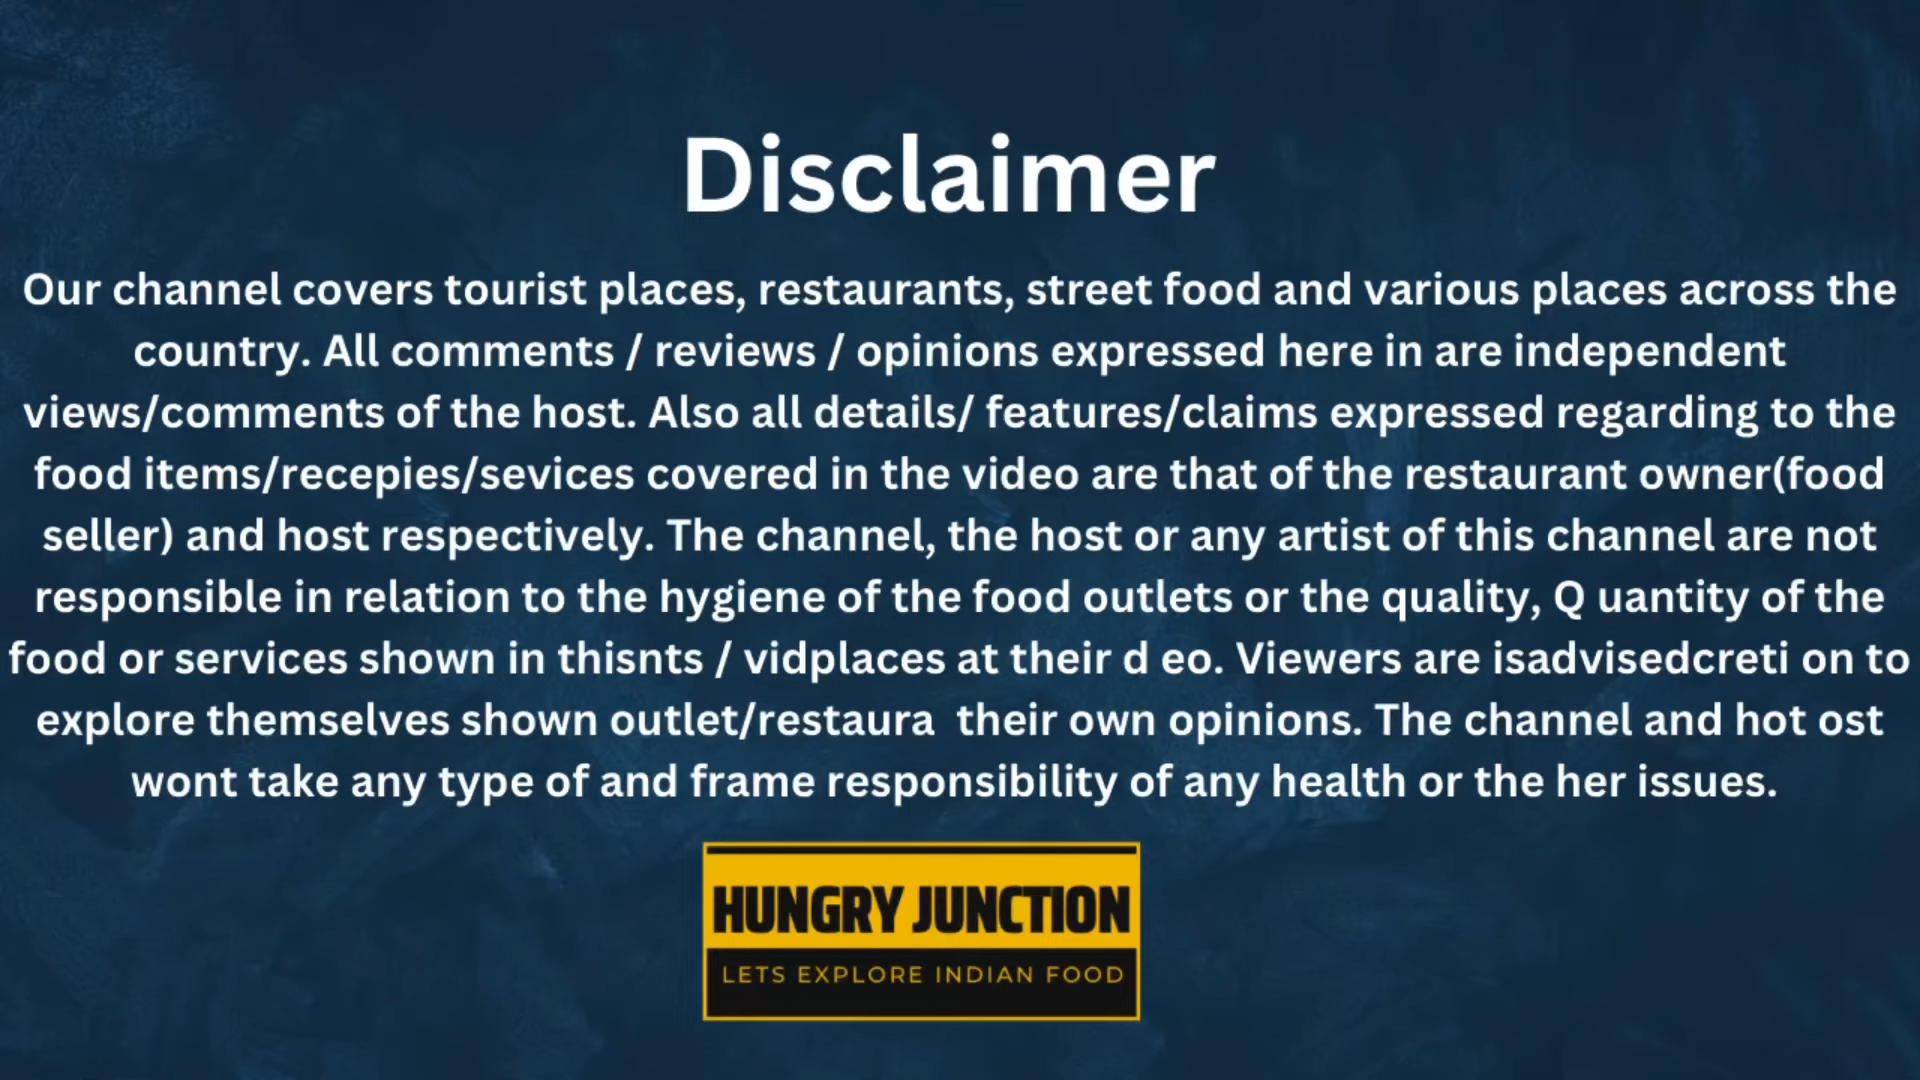 Disclaimer
Our channel covers tourist places, restaurants, street food and various places across the
country. All comments / reviews / opinions expressed here in are independent
views/comments of the host. Also all details/ features/claims expressed regarding to the
food items/recepies/sevices covered in the video are that of the restaurant owner(food
seller) and host respectively. The channel, the host or any artist of this channel are not
responsible in relation to the hygiene of the food outlets or the quality, Q uantity of the
food or services shown in thisnts / vidplaces at their d eo. Viewers are isadvisedcreti on to
explore themselves shown outlet/restaura  their own opinions. The channel and hot ost
wont take any type of and frame responsibility of any health or the her issues.
HUNGRY JUNCTION
LETS EXPLORE INDIAN FOOD